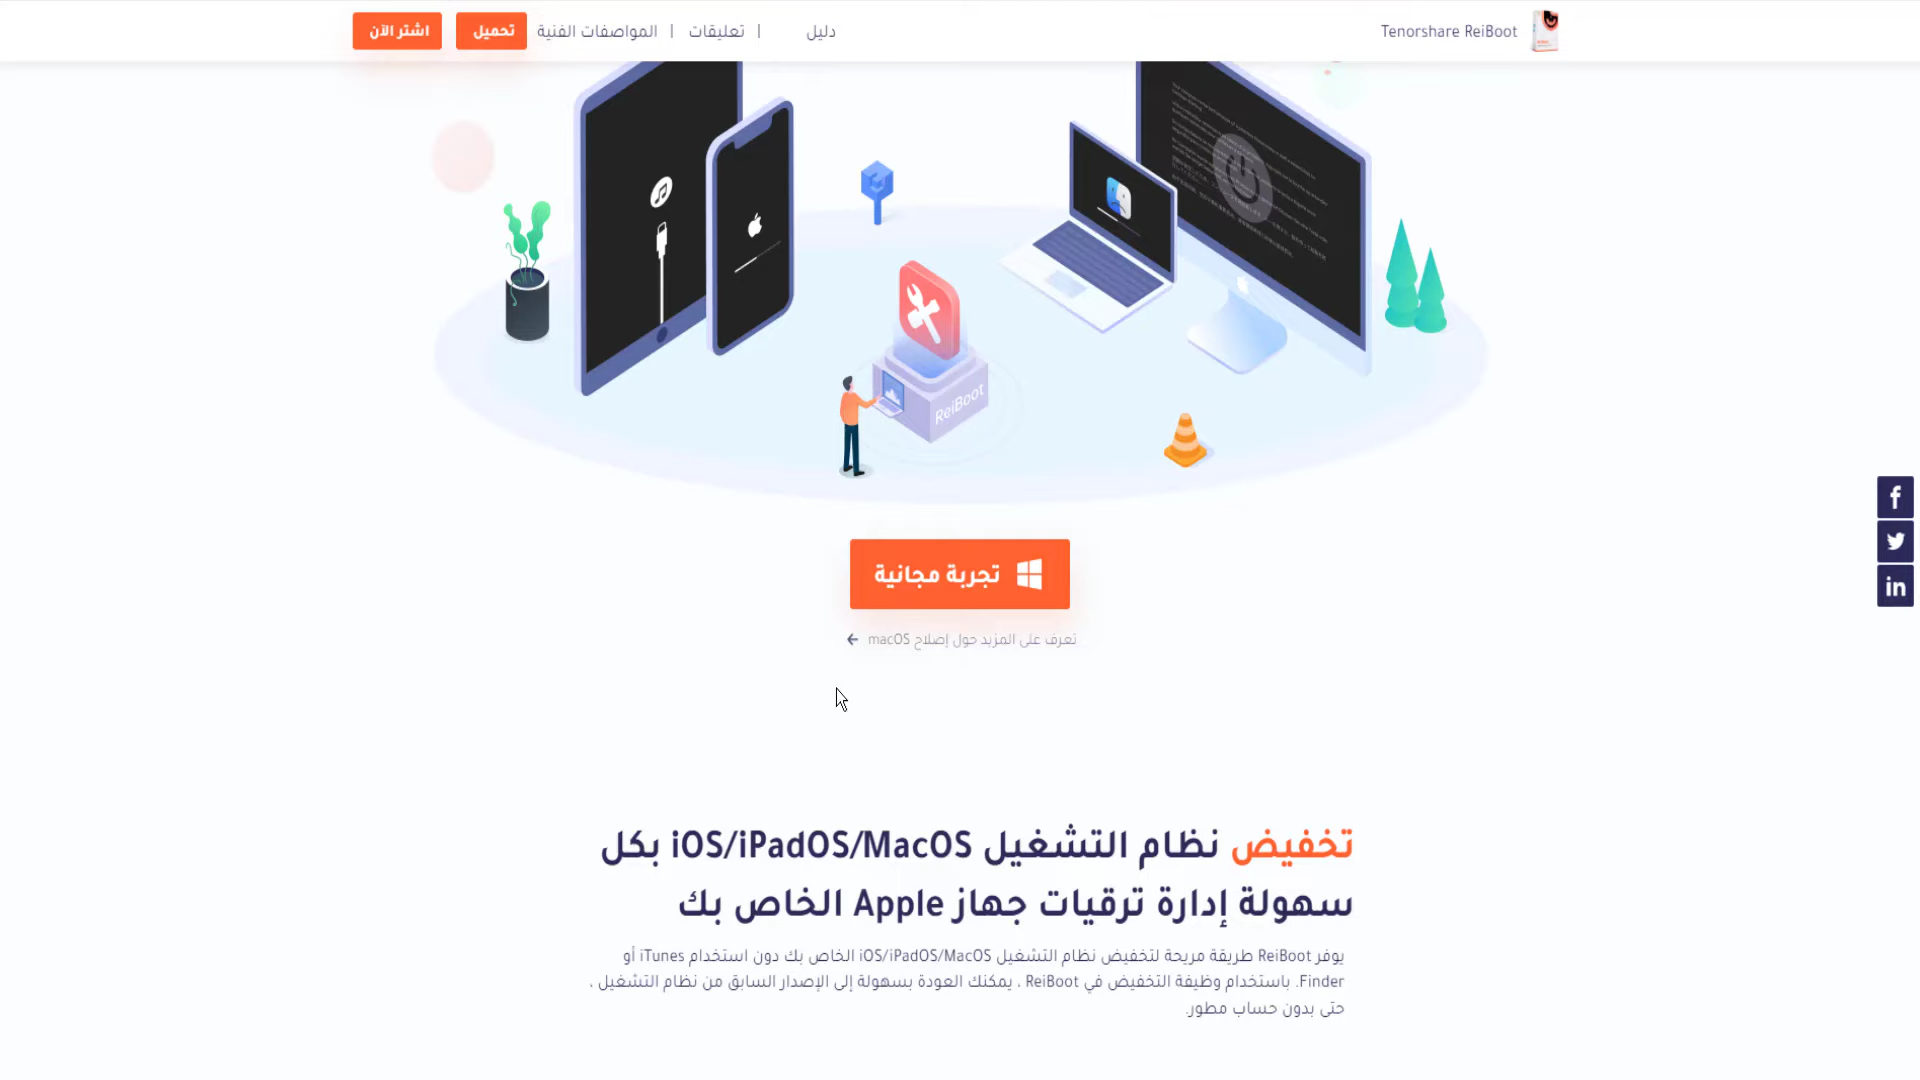 Tenorshare ReiBoot
دليل | تعليقات | المواصفات الفنية تحميل اشتر الآن
ReiBoot
تجربة مجانية
تعرف على المزيد حول إصلاح macOS
تخفيض نظام التشغيل iOS/iPadOS/MacOS بكل
سهولة إدارة ترقيات جهاز Apple الخاص بك
يوفر ReiBoot طريقة مريحة لتخفيض نظام التشغيل iOS/iPadOS/MacOS الخاص بك دون استخدام iTunes أو
Finder. باستخدام وظيفة التخفيض في ReiBoot ، يمكنك العودة بسهولة إلى الإصدار السابق من نظام التشغيل ،
حتى بدون حساب مطور.